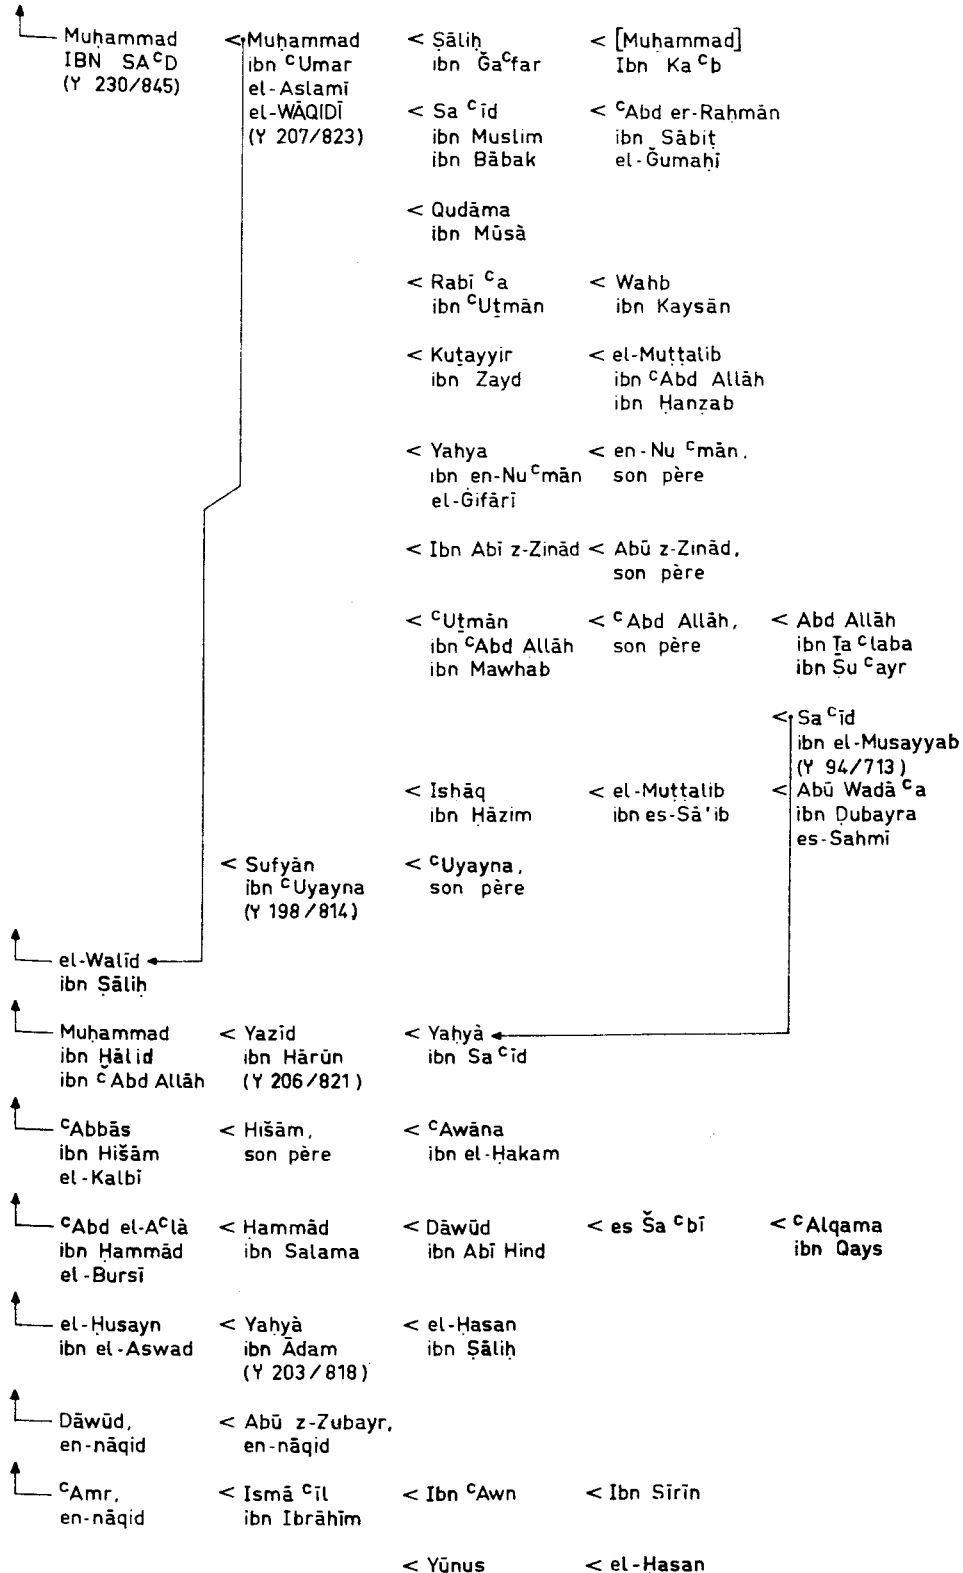 Muḥammad < Muḥammad < Ṣāliḥ < [Muḥammad]
IBN SAᶜD ibn ᶜUmar ibn Ǧaᶜfar Ibn Kaᶜb
(Ɏ 230/845) el-Aslamī
el-WĀQIDĪ < Saᶜīd < ᶜAbd er-Raḥmān
(Ɏ 207/823) ibn Muslim ibn Sābiṭ
ibn Bābak el-Ǧumaḥī
< Qudāma
ibn Mūsà
< Rabīᶜa < Wahb
ibn ᶜUṯmān ibn Kaysān
< Kuṯayyir < el-Muṭṭalib
ibn Zayd ibn ᶜAbd Allāh
ibn Ḥanẓab
< Yahya < en-Nuᶜmān,
ibn en-Nuᶜmān son père
el-Ġifārī
< Ibn Abī z-Zinād < Abū z-Zinād,
son père
< ᶜUṯmān < ᶜAbd Allāh, < Abd Allāh
ibn ᶜAbd Allāh son père ibn Ṯaᶜlaba
ibn Mawhab ibn Ṣuᶜayr
< Saᶜīd
ibn el-Musayyab
(Ɏ 94/713)
< Isḥāq < el-Muṭṭalib < Abū Wadāᶜa
ibn Ḥāzim ibn es-Sā'ib ibn Ḍubayra
es-Sahmī
< Sufyān < ᶜUyayna,
ibn ᶜUyayna son père
(Ɏ 198/814)
el-Walīd
ibn Ṣāliḥ
Muḥammad < Yazīd < Yaḥyà
ibn Ḫālid ibn Hārūn ibn Saᶜīd
ibn ᶜAbd Allāh (Ɏ 206/821)
ᶜAbbās < Hišām, < ᶜAwāna
ibn Hišām son père ibn el-Ḥakam
el-Kalbī
ᶜAbd el-Aᶜlà < Ḥammād < Dāwūd < es Šaᶜbī < ᶜAlqama
ibn Ḥammād ibn Salama ibn Abī Hind ibn Qays
el-Bursī
el-Ḥusayn < Yaḥyà < el-Ḥasan
ibn el-Aswad ibn Ādam ibn Ṣāliḥ
(Ɏ 203/818)
Dāwūd, < Abū z-Zubayr,
en-nāqid en-nāqid
ᶜAmr, < Ismāᶜīl < Ibn ᶜAwn < Ibn Sīrīn
en-nāqid ibn Ibrāhīm
< Yūnus < el-Ḥasan